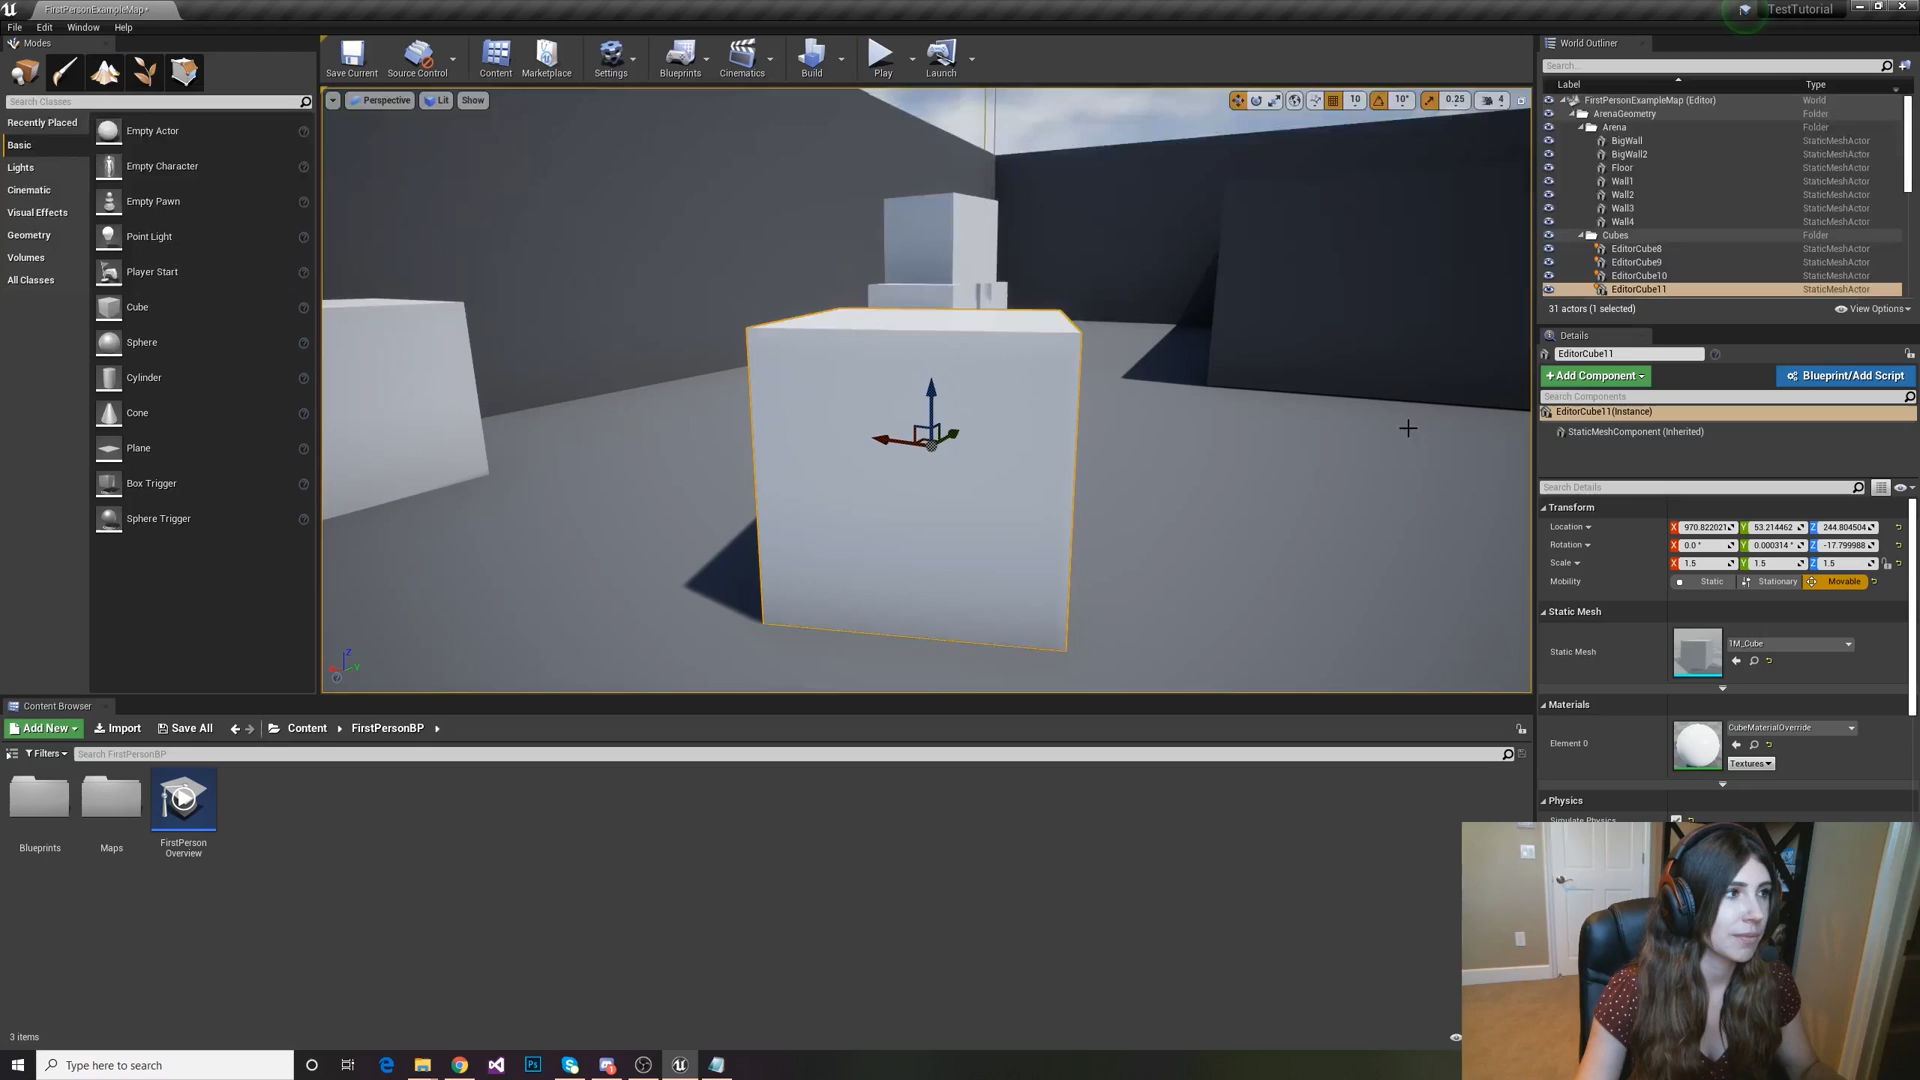 FirstPersonExampleMap*
TestTutorial
File Edit Window Help
Modes
Search Classes
Recently Placed
Basic
Lights
Cinematic
Visual Effects
Geometry
Volumes
All Classes
Empty Actor
Empty Character
Empty Pawn
Point Light
Player Start
Cube
Sphere
Cylinder
Cone
Plane
Box Trigger
Sphere Trigger
Save Current Source Control Content Marketplace Settings Blueprints Cinematics Build Play Launch
Perspective Lit Show
10 10° 0.25 4
World Outliner
Search...
Label Type
FirstPersonExampleMap (Editor) World
ArenaGeometry Folder
Arena Folder
BigWall StaticMeshActor
BigWall2 StaticMeshActor
Floor StaticMeshActor
Wall1 StaticMeshActor
Wall2 StaticMeshActor
Wall3 StaticMeshActor
Wall4 StaticMeshActor
Cubes Folder
EditorCube8 StaticMeshActor
EditorCube9 StaticMeshActor
EditorCube10 StaticMeshActor
EditorCube11 StaticMeshActor
31 actors (1 selected) View Options
Details
EditorCube11
+Add Component Blueprint/Add Script
Search Components
EditorCube11(Instance)
StaticMeshComponent (Inherited)
Search Details
Transform
Location X 970.822021 Y 53.214462 Z 244.804504
Rotation X 0.0° Y 0.000314° Z -17.799988
Scale X 1.5 Y 1.5 Z 1.5
Mobility Static Stationary Movable
Static Mesh
Static Mesh 1M_Cube
Materials
Element 0 CubeMaterialOverride
Textures
Physics
Simulate Physics
Z
Y
Content Browser
Add New Import Save All Content FirstPersonBP
Filters Search FirstPersonBP
Blueprints
Maps
FirstPerson
Overview
3 items
Type here to search